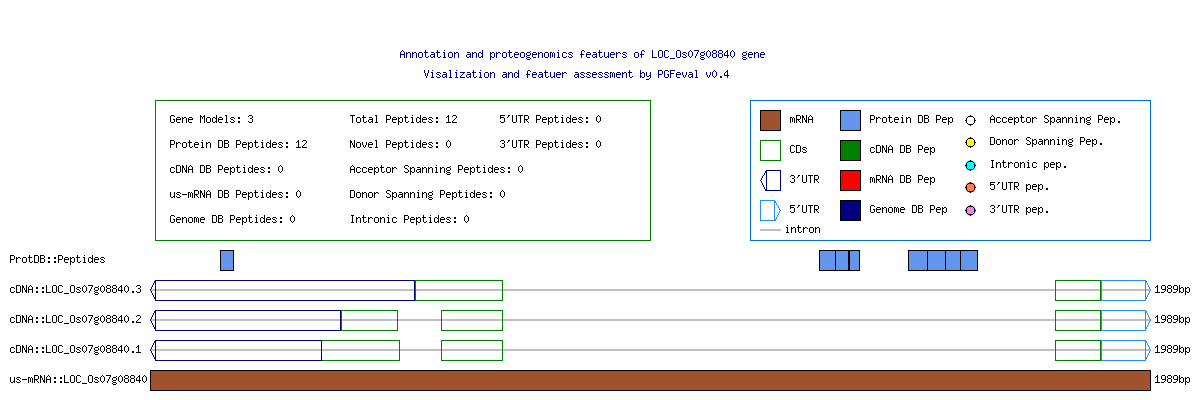 Annotation and proteogenomics featuers of LOC_Os07g08840 gene
Visalization and featuer assessment by PGFeval v0.4
Gene Models: 3
Total Peptides: 12
5'UTR Peptides: 0
Protein DB Peptides: 12
Novel Peptides: 0
3'UTR Peptides: 0
cDNA DB Peptides: 0
Acceptor Spanning Peptides: 0
us-mRNA DB Peptides: 0
Donor Spanning Peptides: 0
Genome DB Peptides: 0
Intronic Peptides: 0
mRNA
Protein DB Pep
Acceptor Spanning Pep.
CDs
cDNA DB Pep
Donor Spanning Pep.
3'UTR
mRNA DB Pep
Intronic pep.
5'UTR
Genome DB Pep
5'UTR pep.
3'UTR pep.
intron
ProtDB::Peptides
cDNA::LOC_Os07g08840.3
1989bp
cDNA::LOC_Os07g08840.2
1989bp
cDNA::LOC_Os07g08840.1
1989bp
us-mRNA::LOC_Os07g08840
1989bp